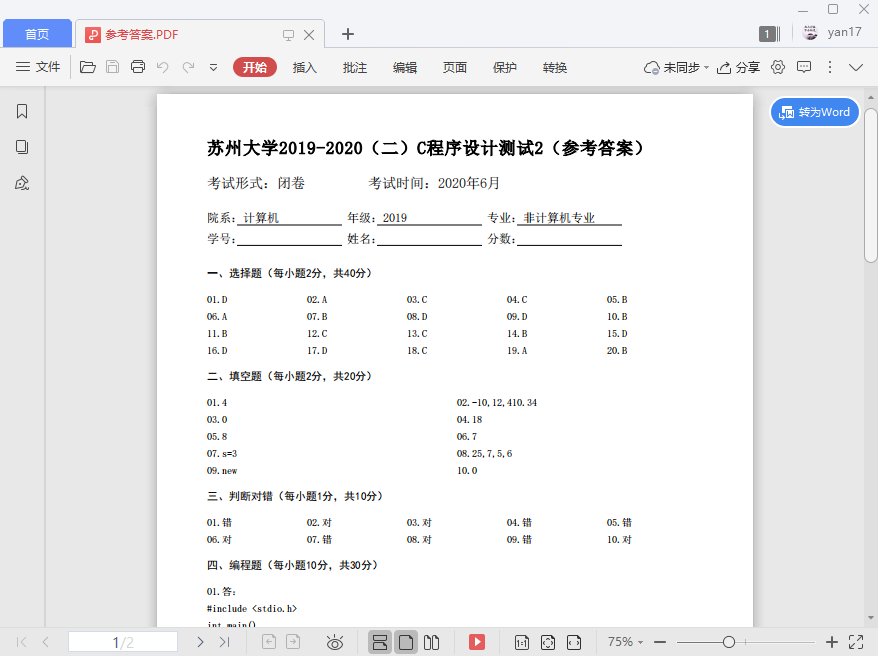 首页
参考答案.PDF
1
yan17
文件
开始 插入 批注 编辑 页面 保护 转换
未同步 分享
转为Word
苏州大学2019-2020（二）C程序设计测试2（参考答案）
考试形式：闭卷 考试时间：2020年6月
院系：计算机 年级：2019 专业：非计算机专业
学号： 姓名： 分数：
一、选择题（每小题2分，共40分）
01.D 02.A 03.C 04.C 05.B
06.A 07.B 08.D 09.D 10.B
11.B 12.C 13.C 14.B 15.D
16.D 17.D 18.C 19.A 20.B
二、填空题（每小题2分，共20分）
01.4 02.-10,12,410.34
03.0 04.18
05.8 06.7
07.s=3 08.25,7,5,6
09.new 10.0
三、判断对错（每小题1分，共10分）
01.错 02.对 03.对 04.错 05.错
06.对 07.错 08.对 09.错 10.对
四、编程题（每小题10分，共30分）
01.答：
#include <stdio.h>
int main()
1/2
1:1
75%